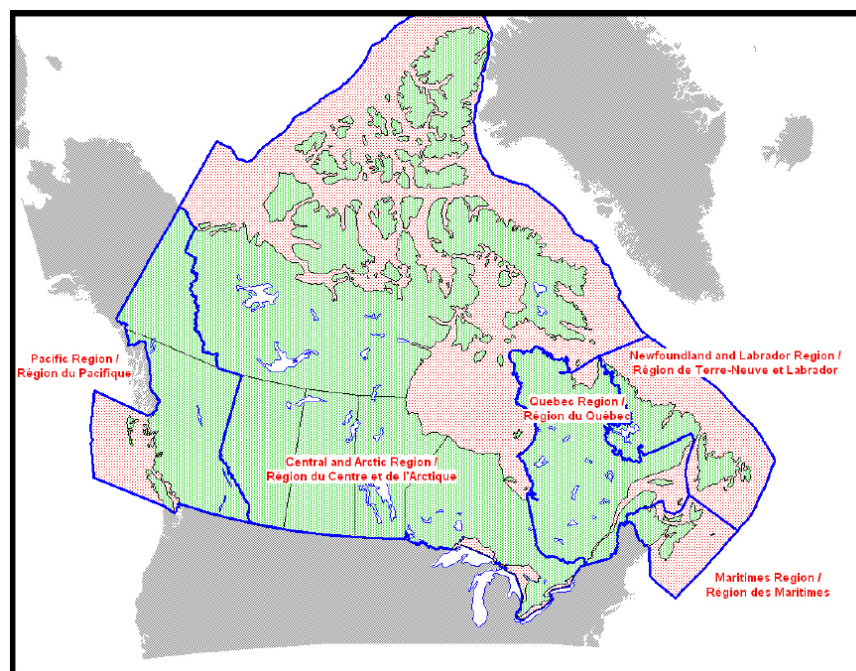 Pacific Region /
Région du Pacifique
Newfoundland and Labrador Region /
Région de Terre-Neuve et Labrador
Quebec Region /
Région du Québec
Central and Arctic Region /
Région du Centre et de l'Arctique
Maritimes Region /
Région des Maritimes